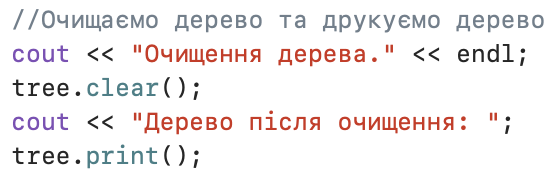 //Очищаємо дерево та друкуємо дерево
cout << "Очищення дерева." << endl;
tree.clear();
cout << "Дерево після очищення: ";
tree.print();